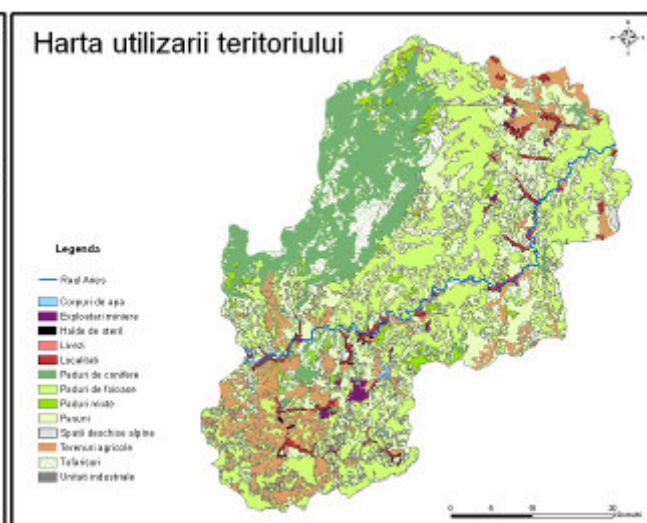 Harta utilizarii teritoriului
Legenda
Raul Aries
Corpuri de apa
Exploatari miniere
Halde de steril
Livezi
Localitati
Paduri de conifere
Paduri de foioase
Paduri mixte
Pasuni
Spatii deschise alpine
Terenuri agricole
Tufarisuri
Unitati industriale
0